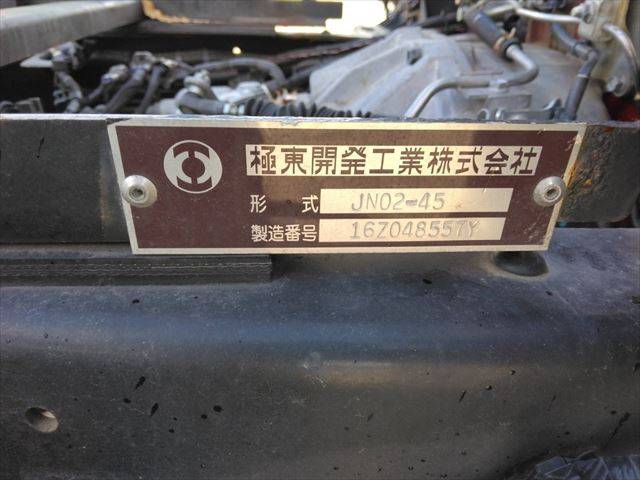 極東開発工業株式会社
形 式 JN02-45
製造番号 16Z048557Y